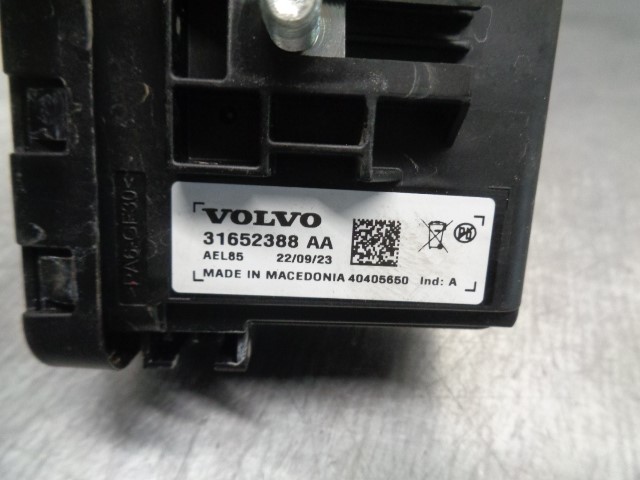 VOLVO
31652388 AA
AEL85 22/09/23
MADE IN MACEDONIA 40405650 Ind: A